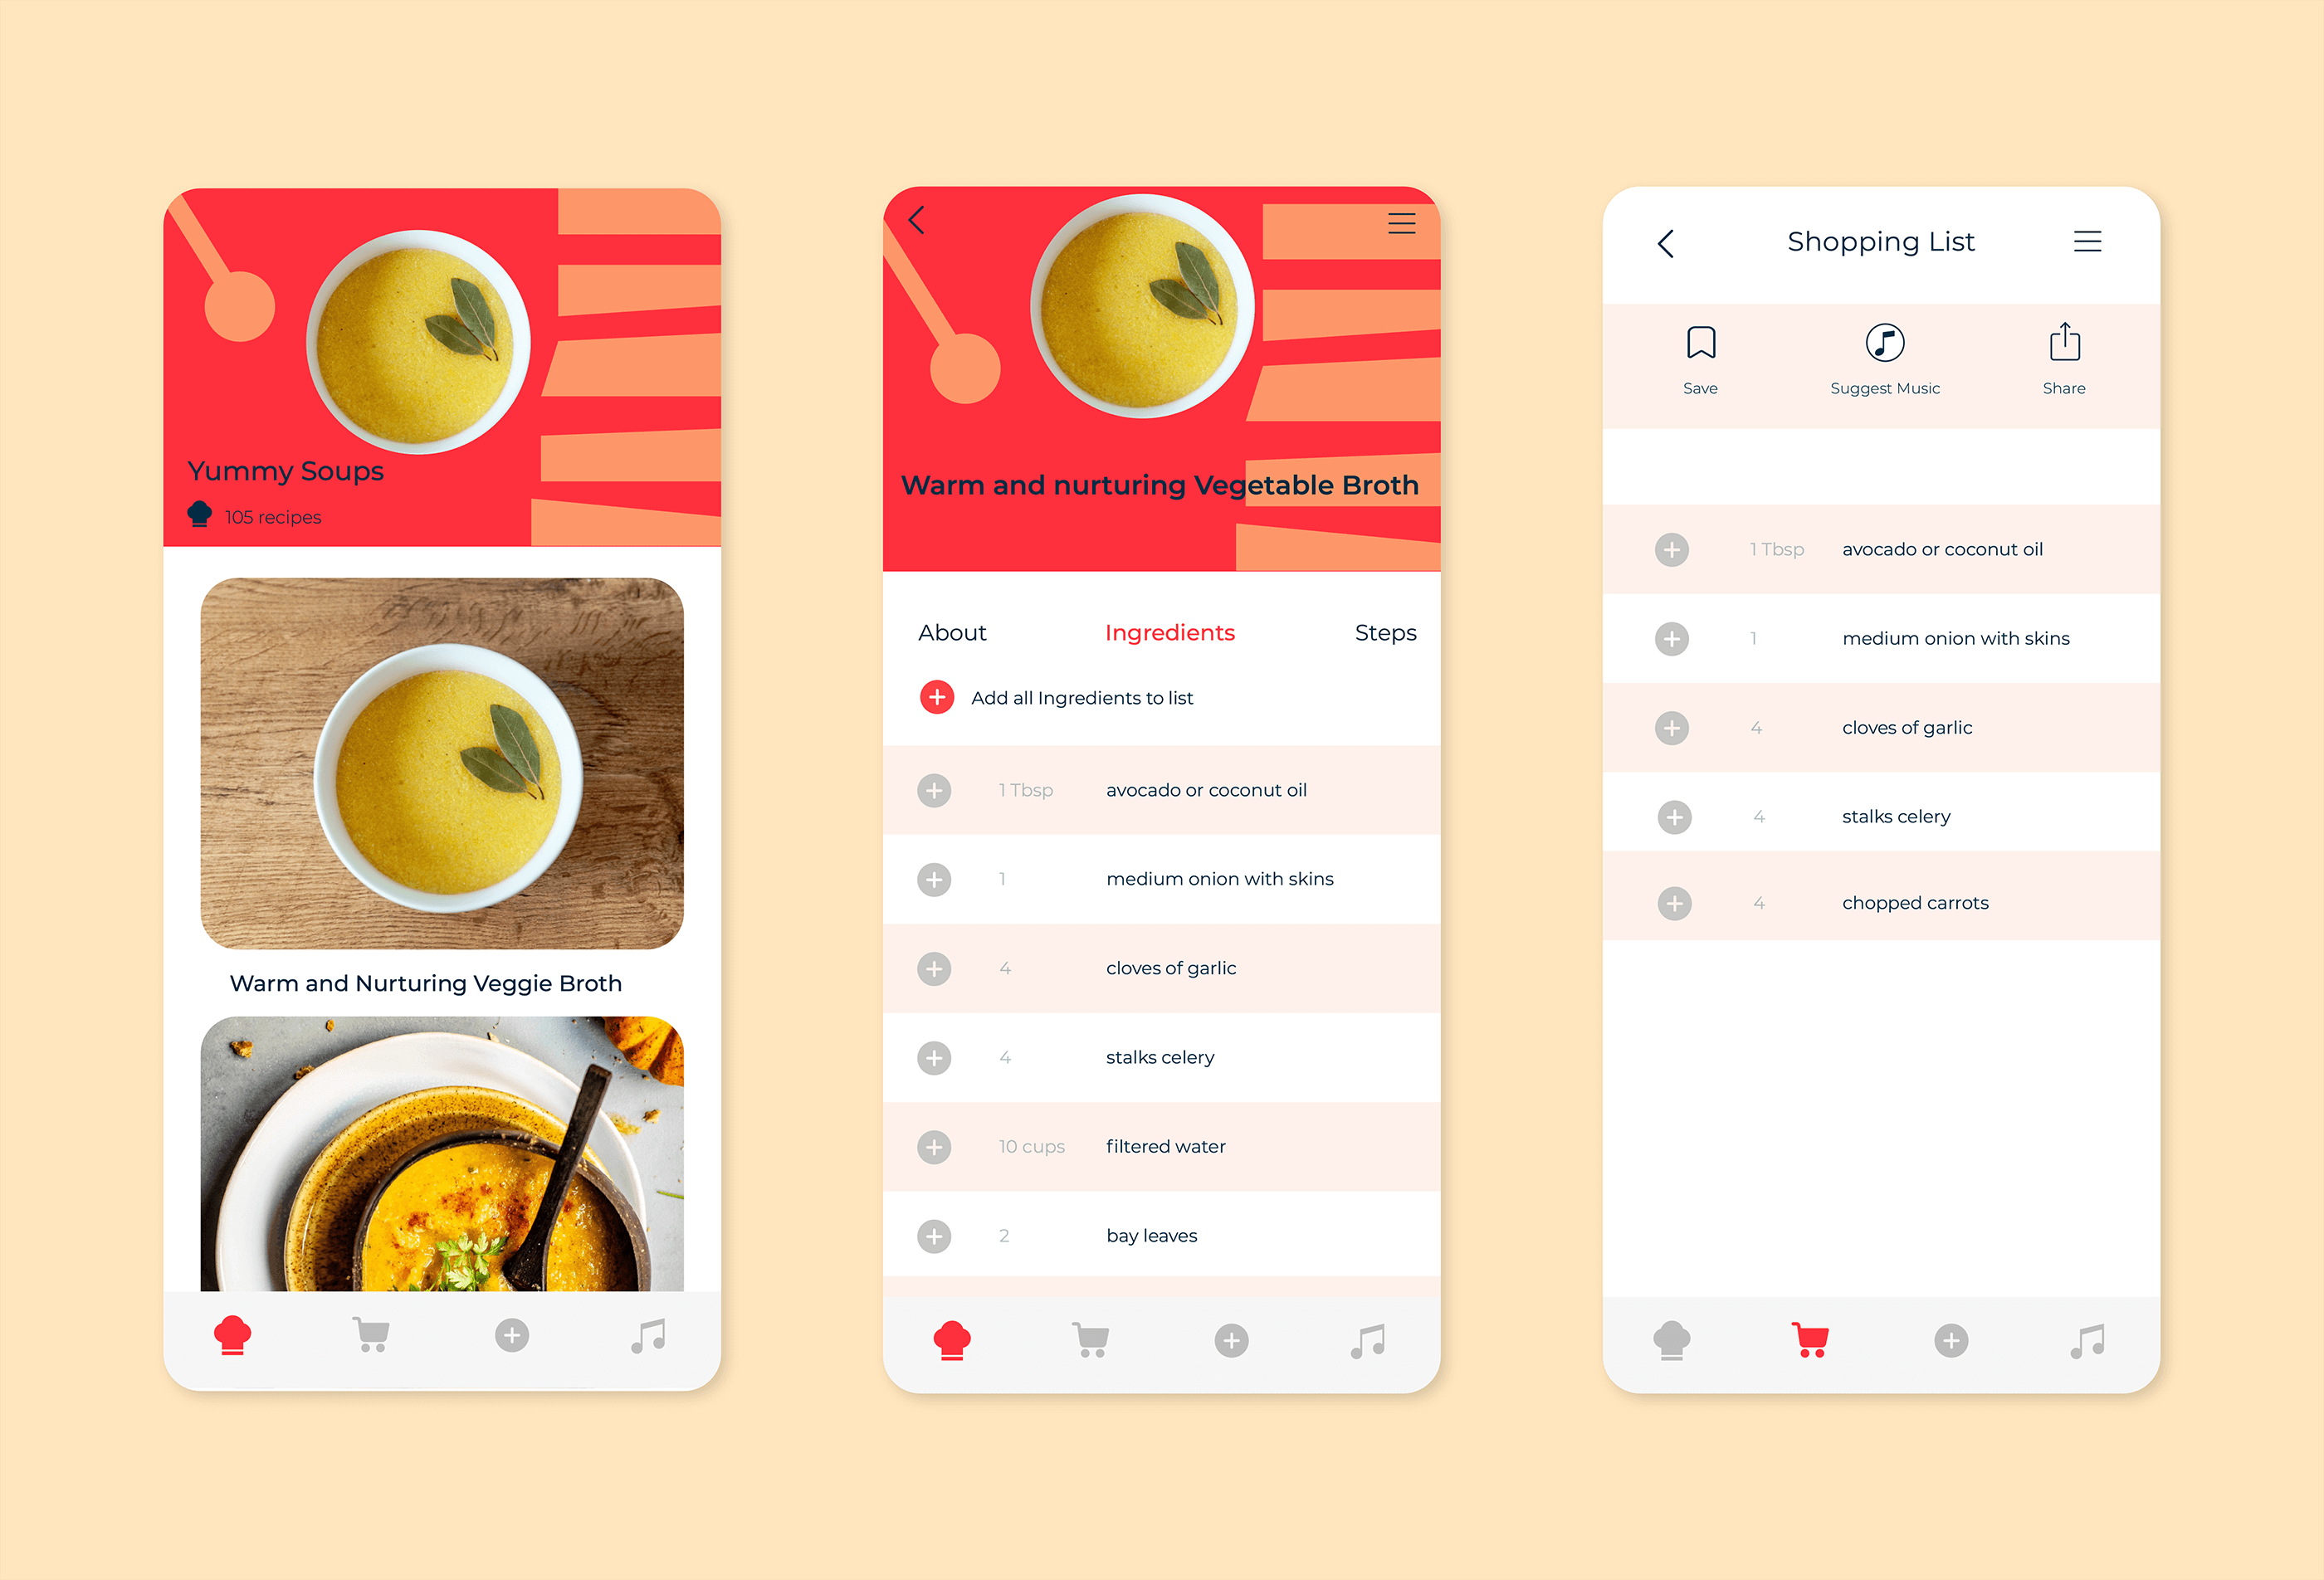 Yummy Soups
105 recipes
Warm and Nurturing Veggie Broth
Warm and nurturing Vegetable Broth
About
Ingredients
Steps
Add all Ingredients to list
1 Tbsp avocado or coconut oil
1 medium onion with skins
4 cloves of garlic
4 stalks celery
10 cups filtered water
2 bay leaves
Shopping List
Save
Suggest Music
Share
1 Tbsp avocado or coconut oil
1 medium onion with skins
4 cloves of garlic
4 stalks celery
4 chopped carrots